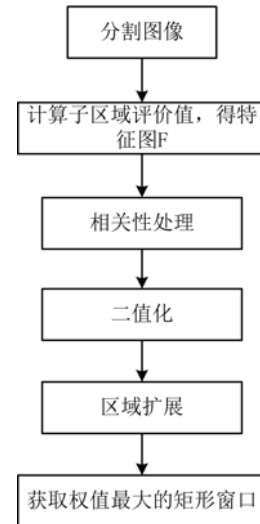 分割图像
计算子区域评价值，得特
征图F
相关性处理
二值化
区域扩展
获取权值最大的矩形窗口